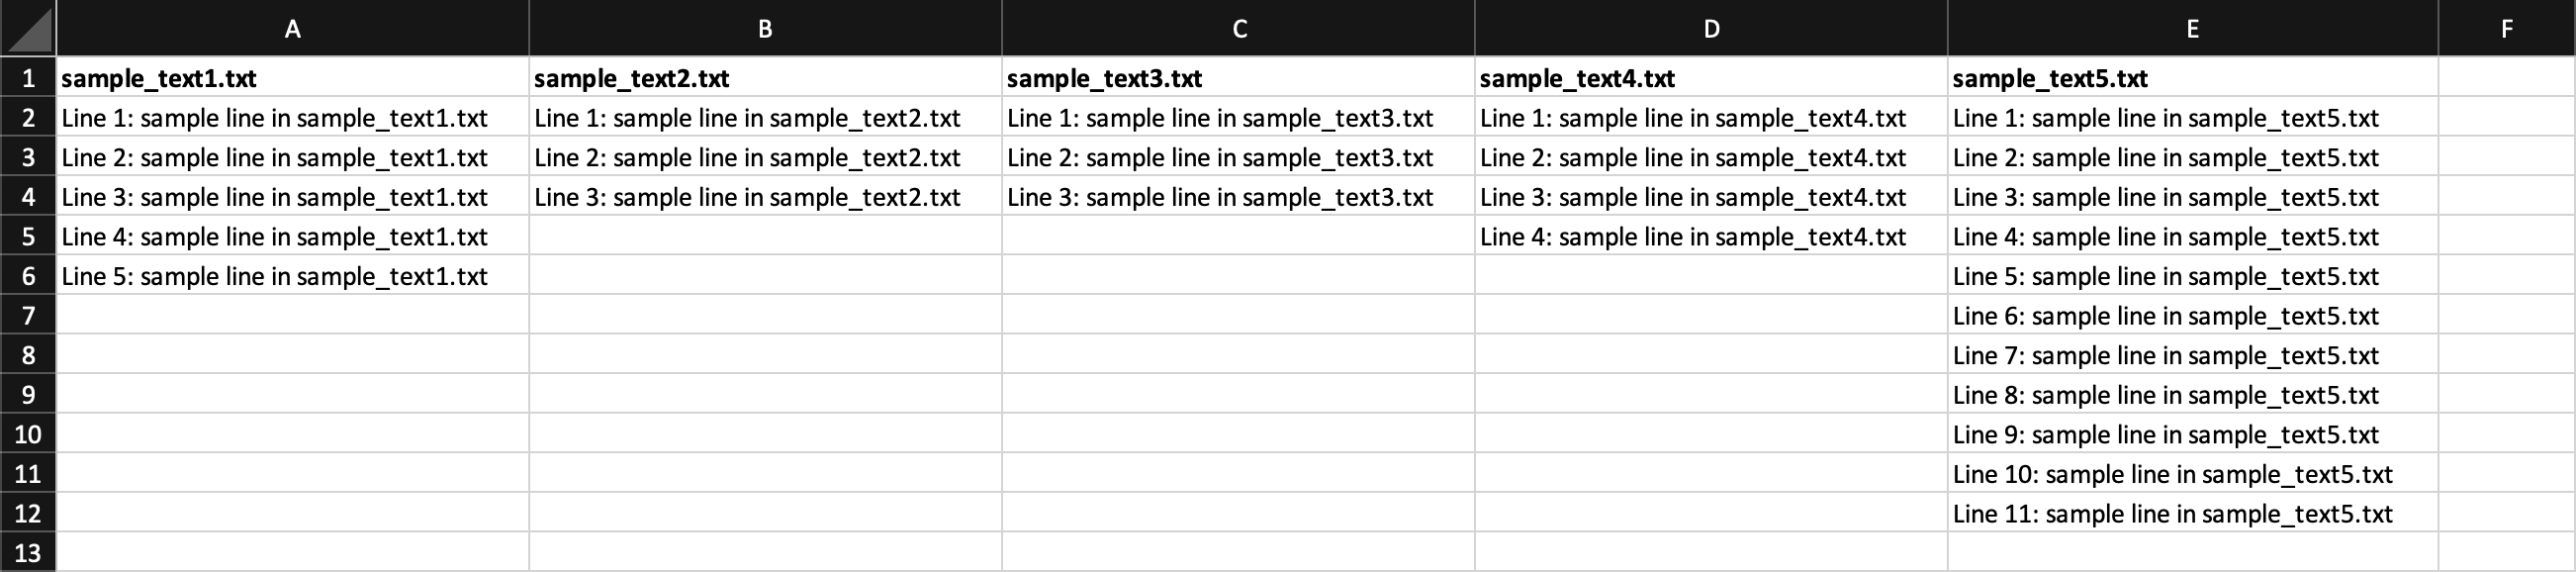 A B C D E F
1 sample_text1.txt sample_text2.txt sample_text3.txt sample_text4.txt sample_text5.txt
2 Line 1: sample line in sample_text1.txt Line 1: sample line in sample_text2.txt Line 1: sample line in sample_text3.txt Line 1: sample line in sample_text4.txt Line 1: sample line in sample_text5.txt
3 Line 2: sample line in sample_text1.txt Line 2: sample line in sample_text2.txt Line 2: sample line in sample_text3.txt Line 2: sample line in sample_text4.txt Line 2: sample line in sample_text5.txt
4 Line 3: sample line in sample_text1.txt Line 3: sample line in sample_text2.txt Line 3: sample line in sample_text3.txt Line 3: sample line in sample_text4.txt Line 3: sample line in sample_text5.txt
5 Line 4: sample line in sample_text1.txt Line 4: sample line in sample_text4.txt Line 4: sample line in sample_text5.txt
6 Line 5: sample line in sample_text1.txt Line 5: sample line in sample_text5.txt
7 Line 6: sample line in sample_text5.txt
8 Line 7: sample line in sample_text5.txt
9 Line 8: sample line in sample_text5.txt
10 Line 9: sample line in sample_text5.txt
11 Line 10: sample line in sample_text5.txt
12 Line 11: sample line in sample_text5.txt
13